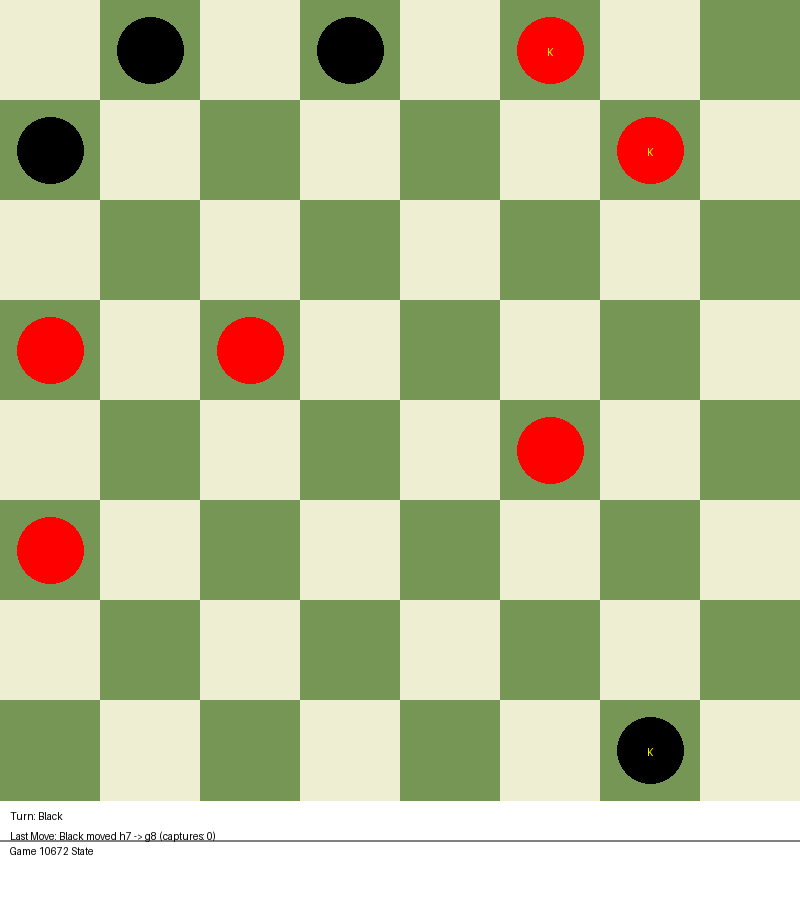 K
K
K
Turn: Black
Last Move: Black moved h7 -> g8 (captures: 0)
Game 10672 State